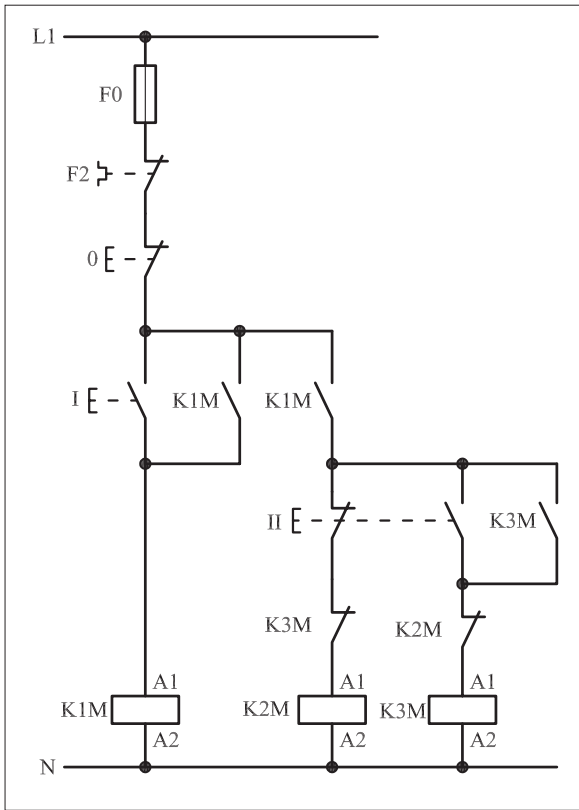 L1
F0
F2
0
I K1M K1M
II K3M
K3M K2M
A1 A1 A1
K1M K2M K3M
A2 A2 A2
N